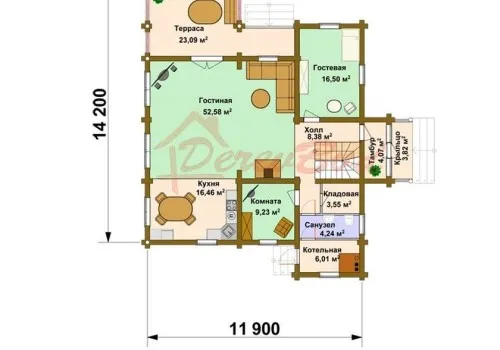 Терраса
23,09 м²
Гостевая
16,50 м²
Гостиная
52,58 м²
14 200
Холл
8,38 м²
Тамбур
4,07 м²
Крыльцо
3,82 м²
Кухня
16,46 м²
Комната
9,23 м²
Кладовая
3,55 м²
Санузел
4,24 м²
Котельная
6,01 м²
11 900